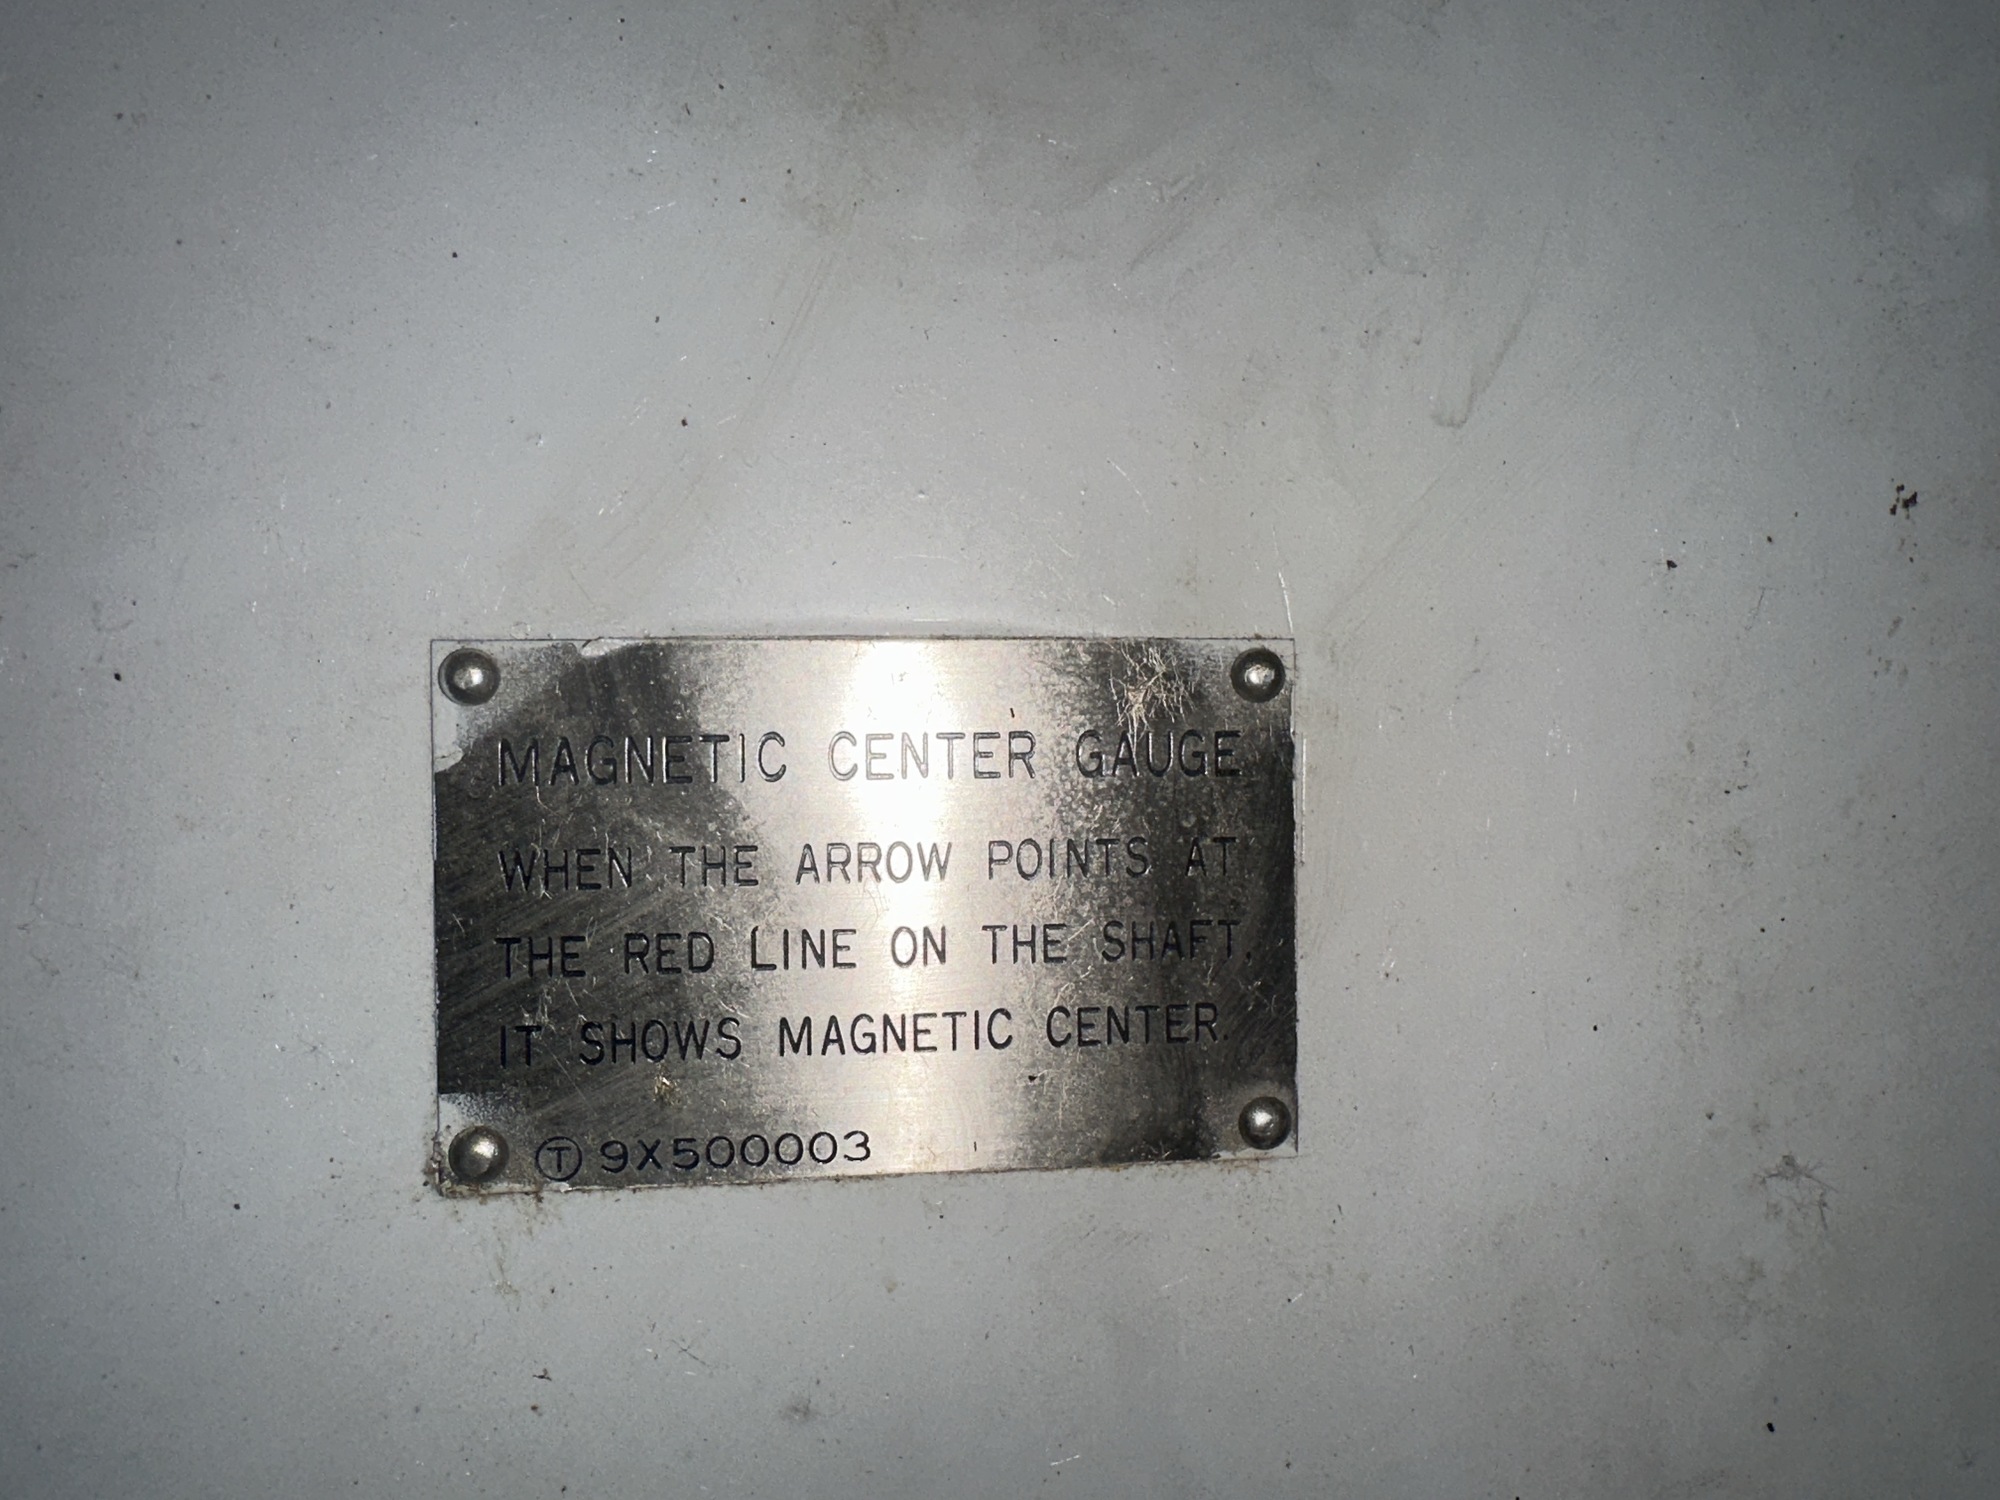 MAGNETIC CENTER GAUGE
WHEN THE ARROW POINTS AT
THE RED LINE ON THE SHAFT,
IT SHOWS MAGNETIC CENTER.
Ⓣ 9X500003